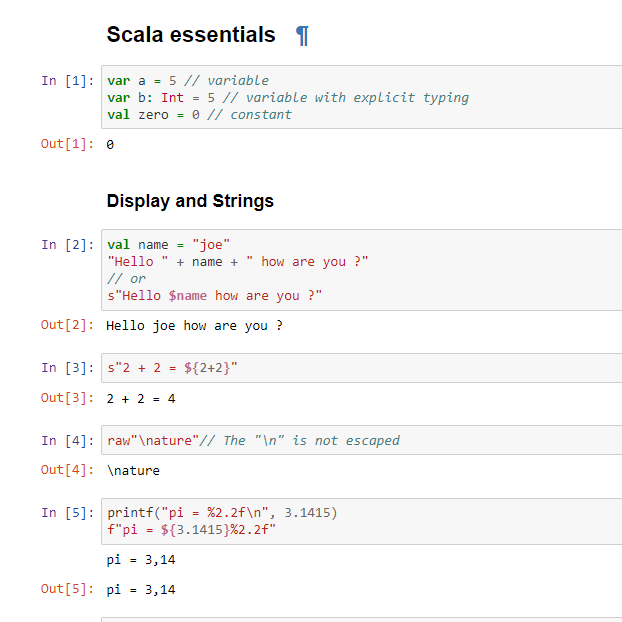 Scala essentials ¶
In [1]: var a = 5 // variable
var b: Int = 5 // variable with explicit typing
val zero = 0 // constant
Out[1]: 0
Display and Strings
In [2]: val name = "joe"
"Hello " + name + " how are you ?"
// or
s"Hello $name how are you ?"
Out[2]: Hello joe how are you ?
In [3]: s"2 + 2 = ${2+2}"
Out[3]: 2 + 2 = 4
In [4]: raw"\nature"// The "\n" is not escaped
Out[4]: \nature
In [5]: printf("pi = %2.2f\n", 3.1415)
f"pi = ${3.1415}%2.2f"
pi = 3,14
Out[5]: pi = 3,14